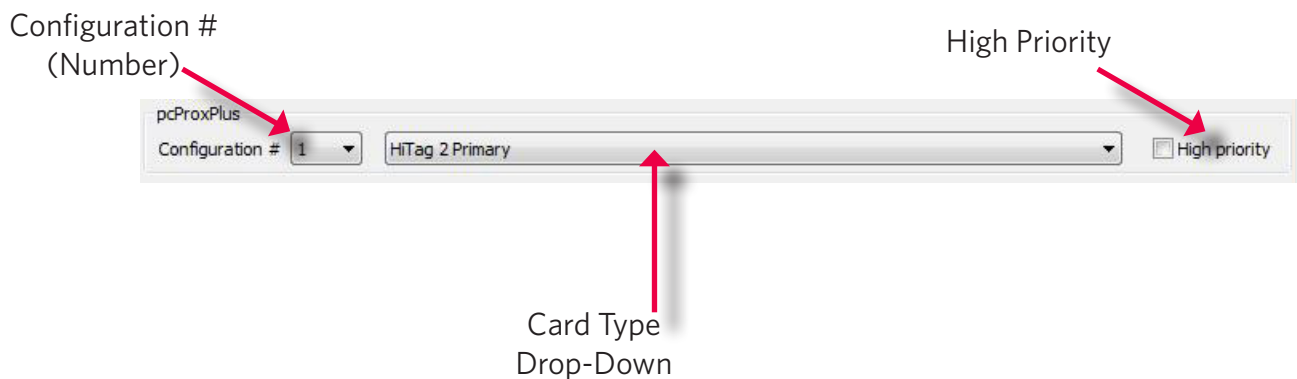 Configuration #
(Number)
High Priority
pcProxPlus
Configuration # 1 HiTag 2 Primary High priority
Card Type
Drop-Down